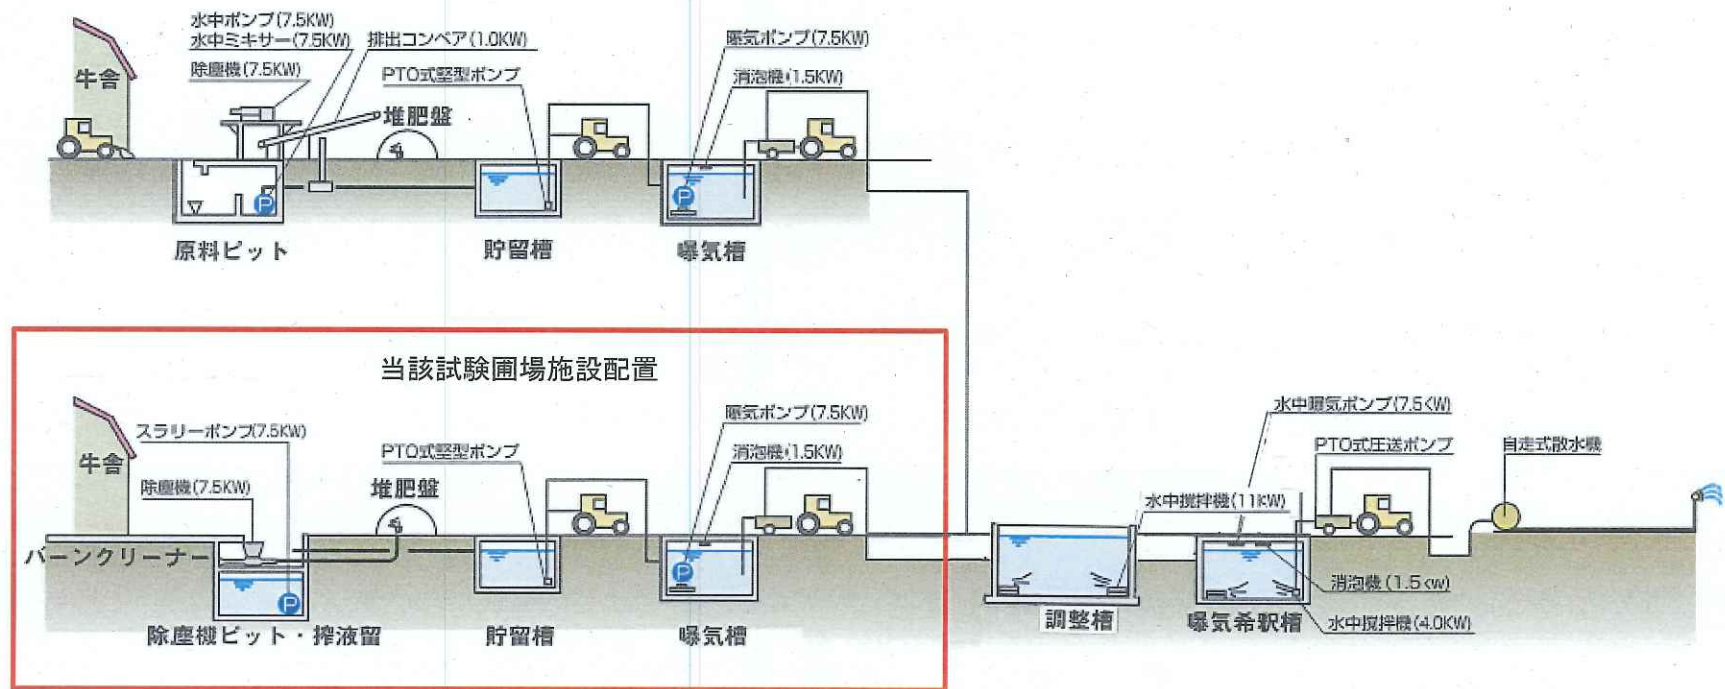 水中ポンプ(7.5KW)
水中ミキサー(7.5KW)
排出コンベア(1.0KW)
除塵機(7.5KW)
PTO式竪型ポンプ
曝気ポンプ(7.5KW)
消泡機(1.5KW)
牛舎
堆肥盤
P
P
原料ピット
貯留槽
曝気槽
当該試験圃場施設配置
スラリーポンプ(7.5KW)
PTO式竪型ポンプ
曝気ポンプ(7.5KW)
消泡機(1.5KW)
牛舎
除塵機(7.5KW)
堆肥盤
バーンクリーナー
P
P
除塵機ピット・搾液留
貯留槽
曝気槽
水中曝気ポンプ(7.5KW)
PTO式圧送ポンプ
自走式散水機
水中撹拌機(11KW)
消泡機(1.5KW)
調整槽
曝気希釈槽
水中撹拌機(4.0KW)